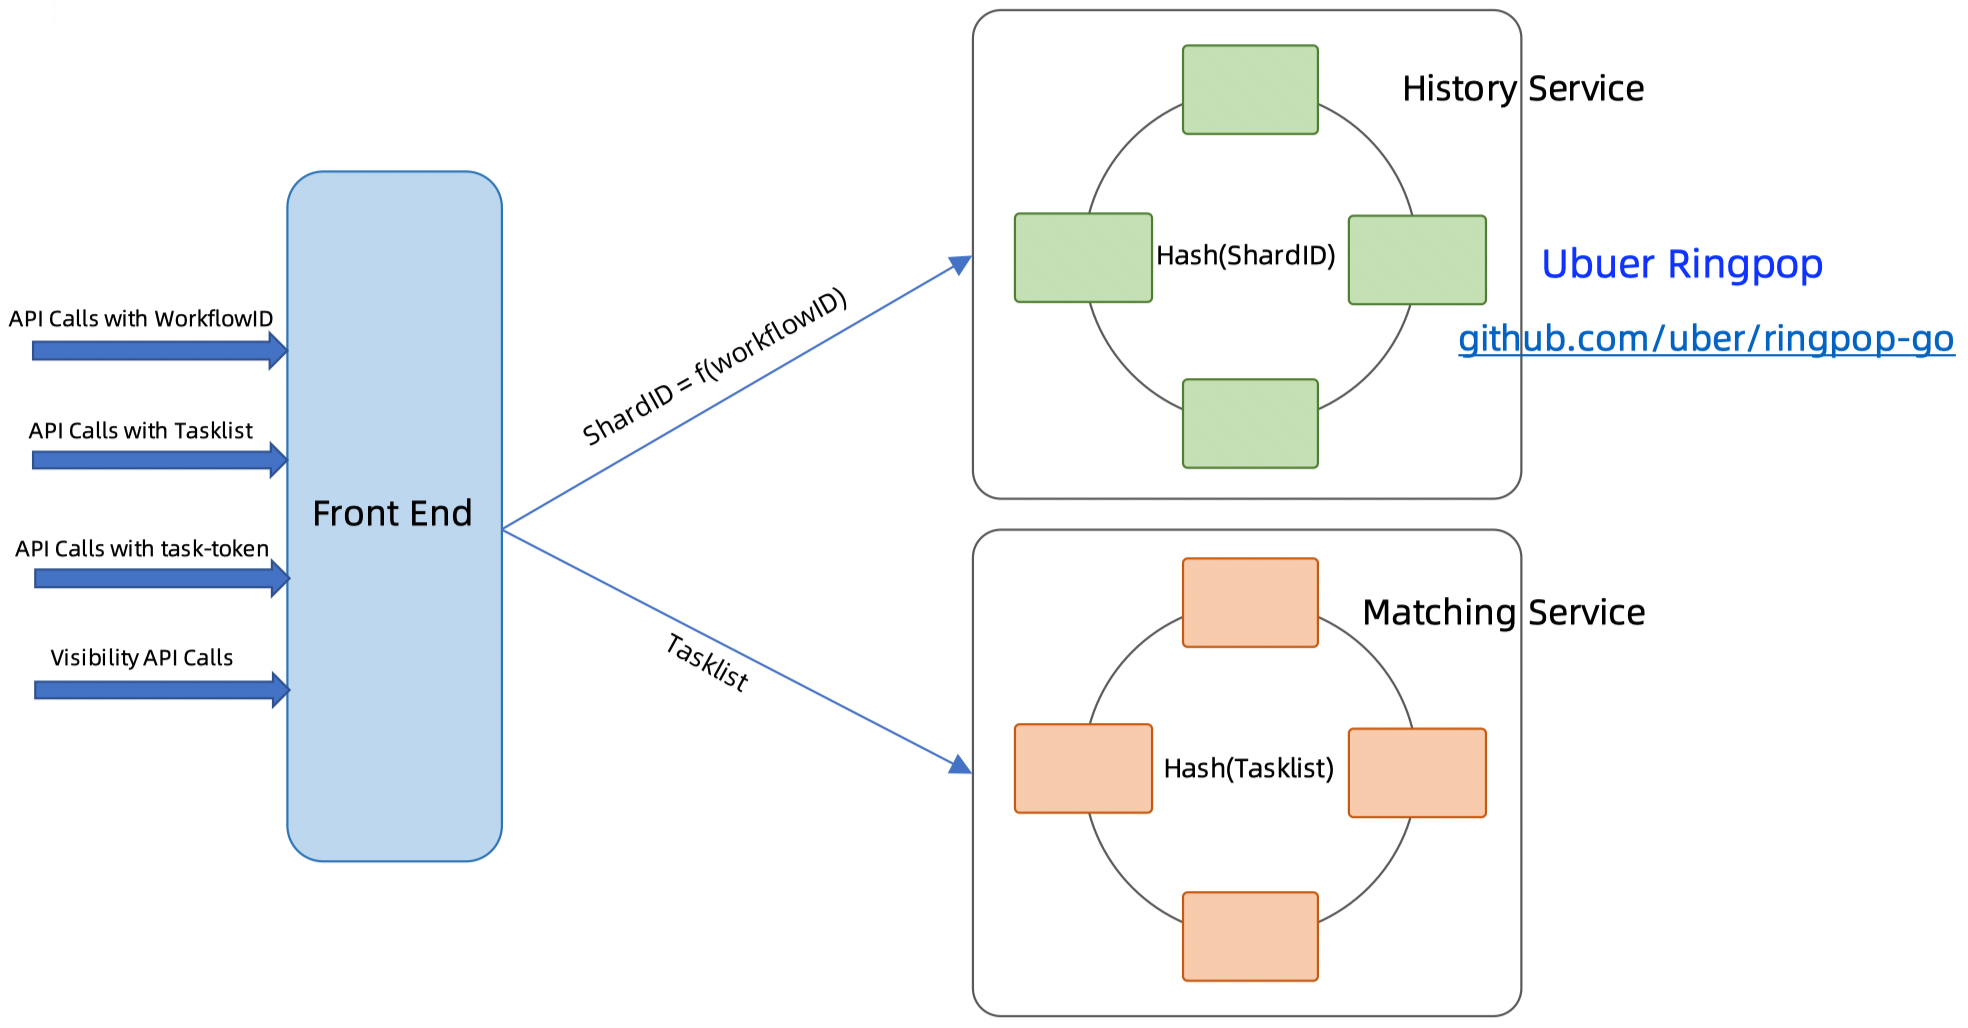 API Calls with WorkflowID
API Calls with Tasklist
API Calls with task-token
Visibility API Calls
Front End
ShardID = f(workflowID)
Tasklist
History Service
Hash(ShardID)
Ubuer Ringpop
github.com/uber/ringpop-go
Matching Service
Hash(Tasklist)